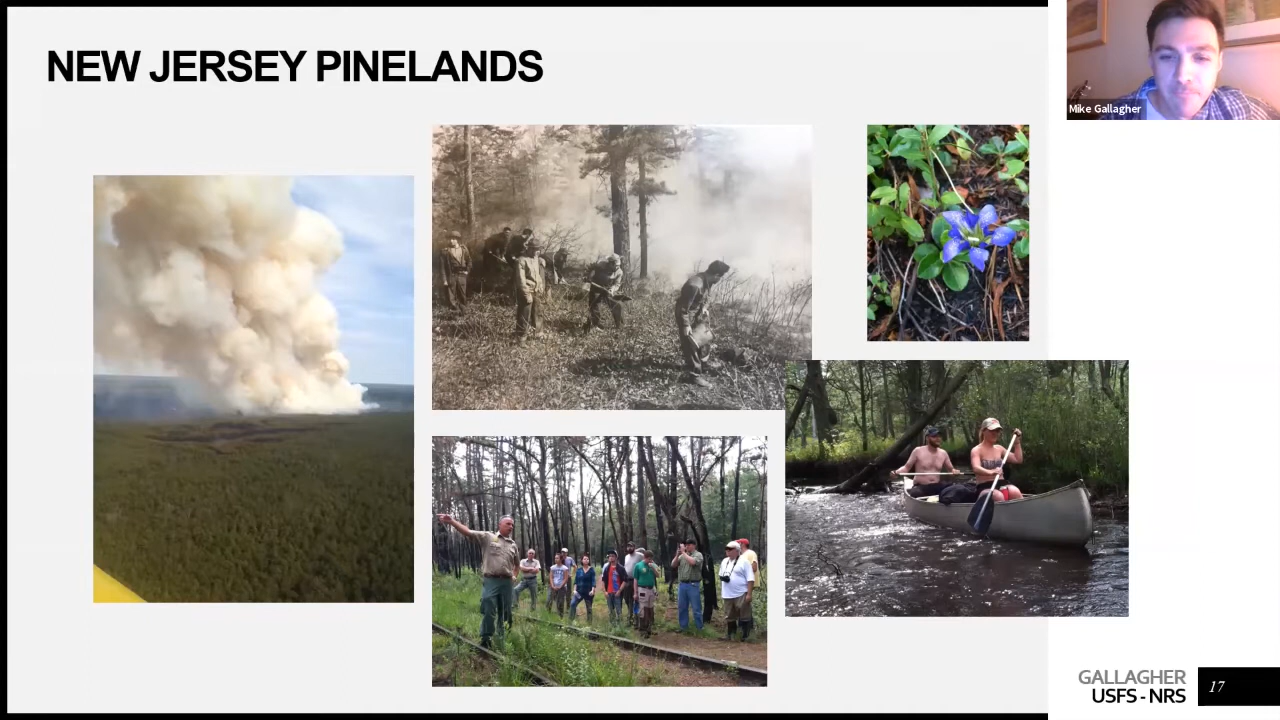 NEW JERSEY PINELANDS
Mike Gallagher
GALLAGHER
USFS - NRS
17